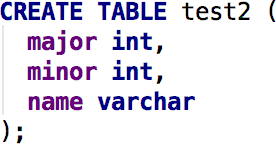 CREATE TABLE test2 (
  major int,
  minor int,
  name varchar
);